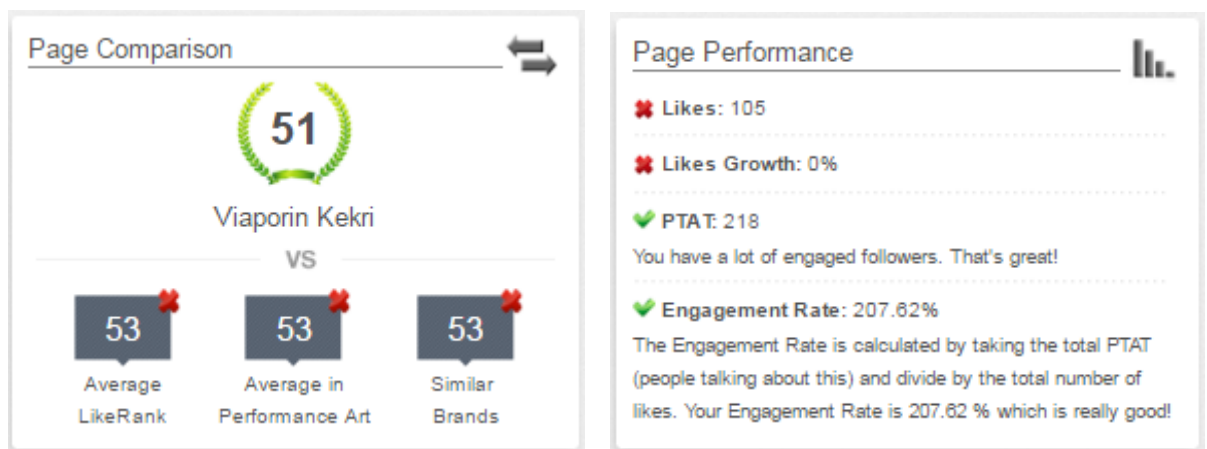 Page Comparison
51
Viaporin Kekri
VS
53
53
53
Average
LikeRank
Average in
Performance Art
Similar
Brands
Page Performance
Likes: 105
Likes Growth: 0%
PTAT: 218
You have a lot of engaged followers. That's great!
Engagement Rate: 207.62%
The Engagement Rate is calculated by taking the total PTAT
(people talking about this) and divide by the total number of
likes. Your Engagement Rate is 207.62 % which is really good!